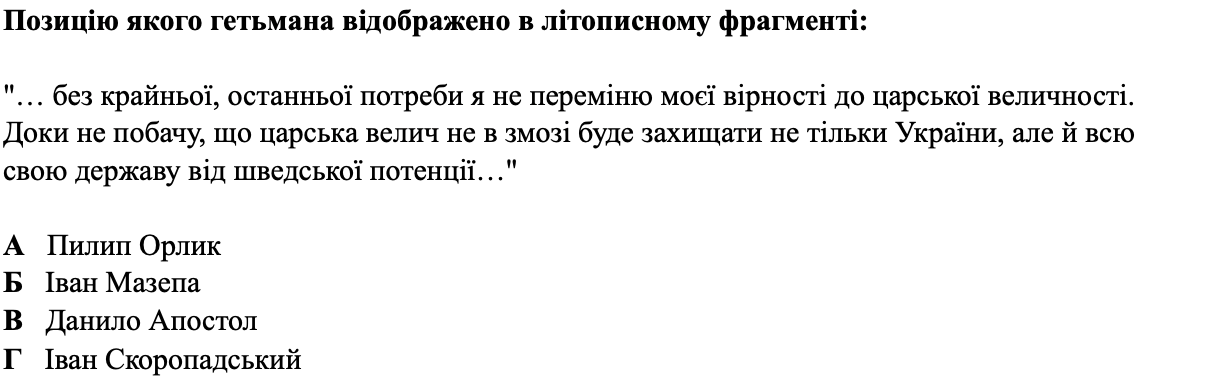 Позицію якого гетьмана відображено в літописному фрагменті:
"… без крайньої, останньої потреби я не переміню моєї вірності до царської величності.
Доки не побачу, що царська велич не в змозі буде захищати не тільки України, але й всю
свою державу від шведської потенції…"
А Пилип Орлик
Б Іван Мазепа
В Данило Апостол
Г Іван Скоропадський